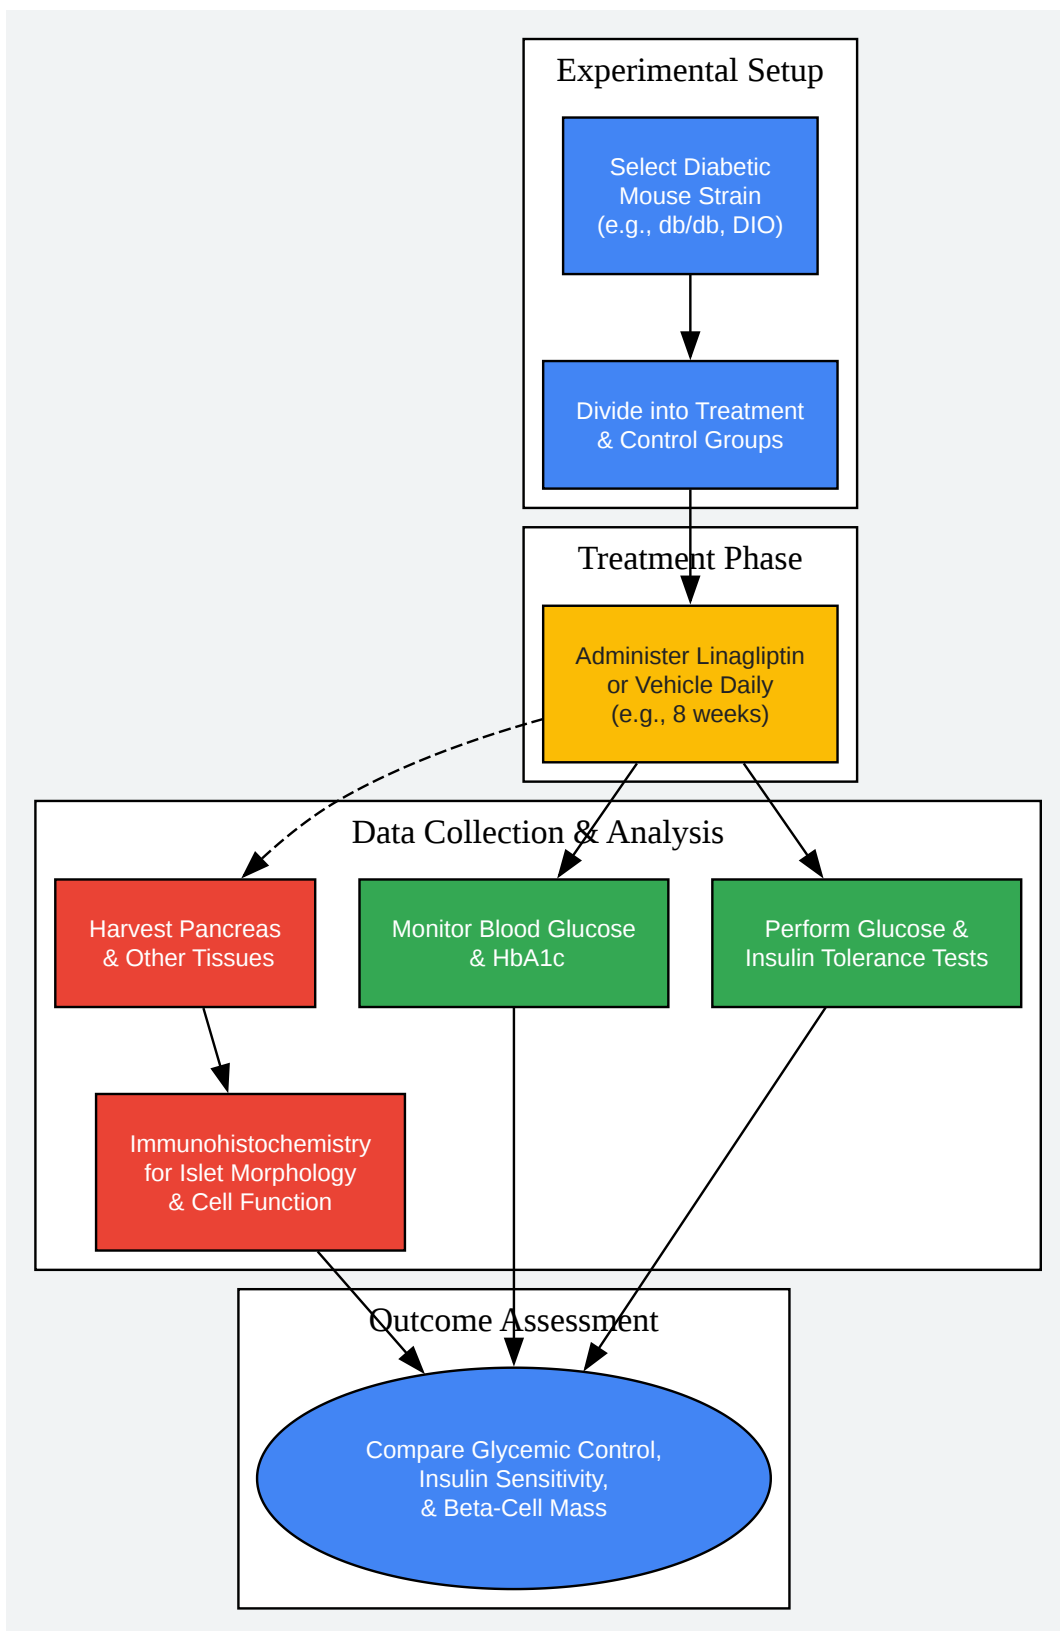 Experimental Setup
Select Diabetic
Mouse Strain
(e.g., db/db, DIO)
Divide into Treatment
& Control Groups
Treatment Phase
Administer Linagliptin
or Vehicle Daily
(e.g., 8 weeks)
Data Collection & Analysis
Harvest Pancreas
& Other Tissues
Monitor Blood Glucose
& HbA1c
Perform Glucose &
Insulin Tolerance Tests
Immunohistochemistry
for Islet Morphology
& Cell Function
Outcome Assessment
Compare Glycemic Control,
Insulin Sensitivity,
& Beta-Cell Mass